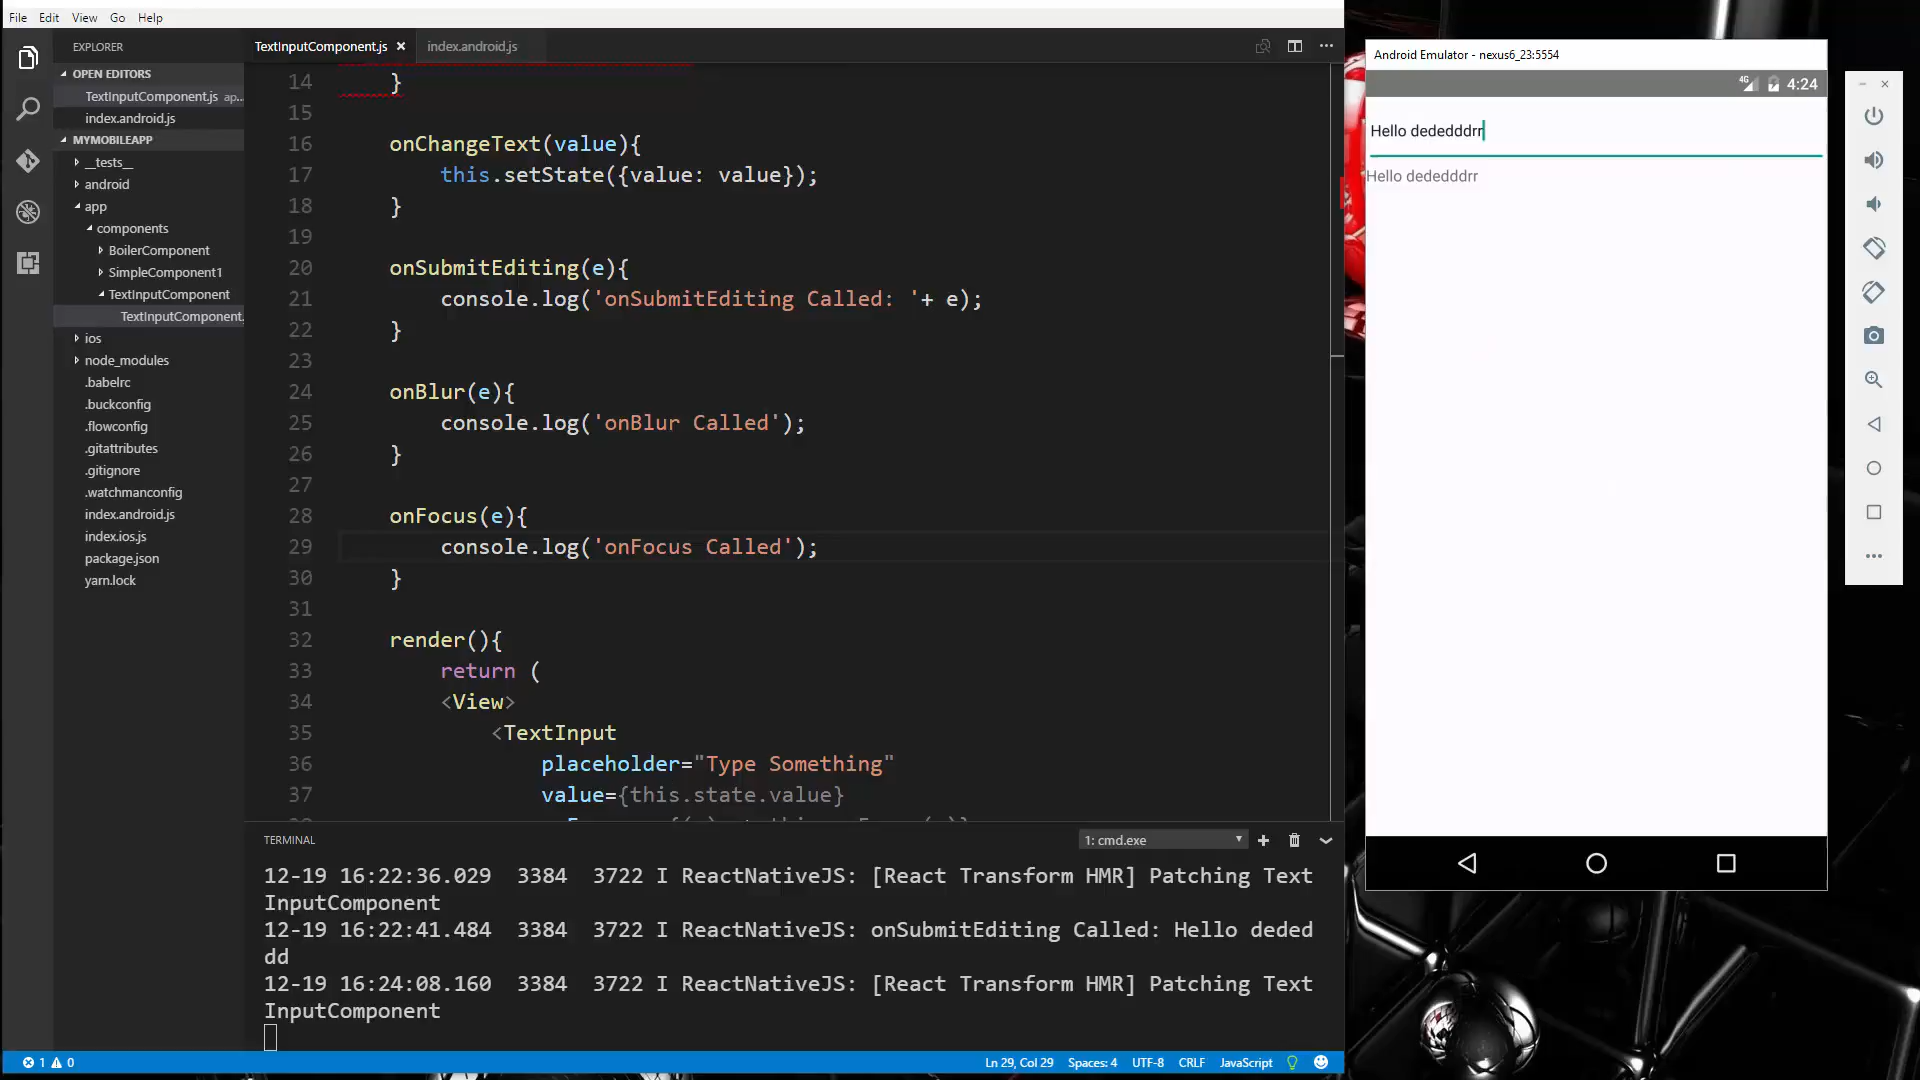 File Edit View Go Help
EXPLORER
OPEN EDITORS
TextInputComponent.js ap...
index.android.js
MYMOBILEAPP
__tests__
android
app
components
BoilerComponent
SimpleComponent1
TextInputComponent
TextInputComponent.
ios
node_modules
.babelrc
.buckconfig
.flowconfig
.gitattributes
.gitignore
.watchmanconfig
index.android.js
index.ios.js
package.json
yarn.lock
TextInputComponent.js × index.android.js
14 }
15
16 onChangeText(value){
17 this.setState({value: value});
18 }
19
20 onSubmitEditing(e){
21 console.log('onSubmitEditing Called: '+ e);
22 }
23
24 onBlur(e){
25 console.log('onBlur Called');
26 }
27
28 onFocus(e){
29 console.log('onFocus Called');
30 }
31
32 render(){
33 return (
34 <View>
35 <TextInput
36 placeholder="Type Something"
37 value={this.state.value}
TERMINAL
1: cmd.exe
12-19 16:22:36.029 3384 3722 I ReactNativeJS: [React Transform HMR] Patching Text
InputComponent
12-19 16:22:41.484 3384 3722 I ReactNativeJS: onSubmitEditing Called: Hello deded
dd
12-19 16:24:08.160 3384 3722 I ReactNativeJS: [React Transform HMR] Patching Text
InputComponent
1 0
Ln 29, Col 29 Spaces: 4 UTF-8 CRLF JavaScript
Android Emulator - nexus6_23:5554
4G 4:24
Hello dededddrr
Hello dededddrr